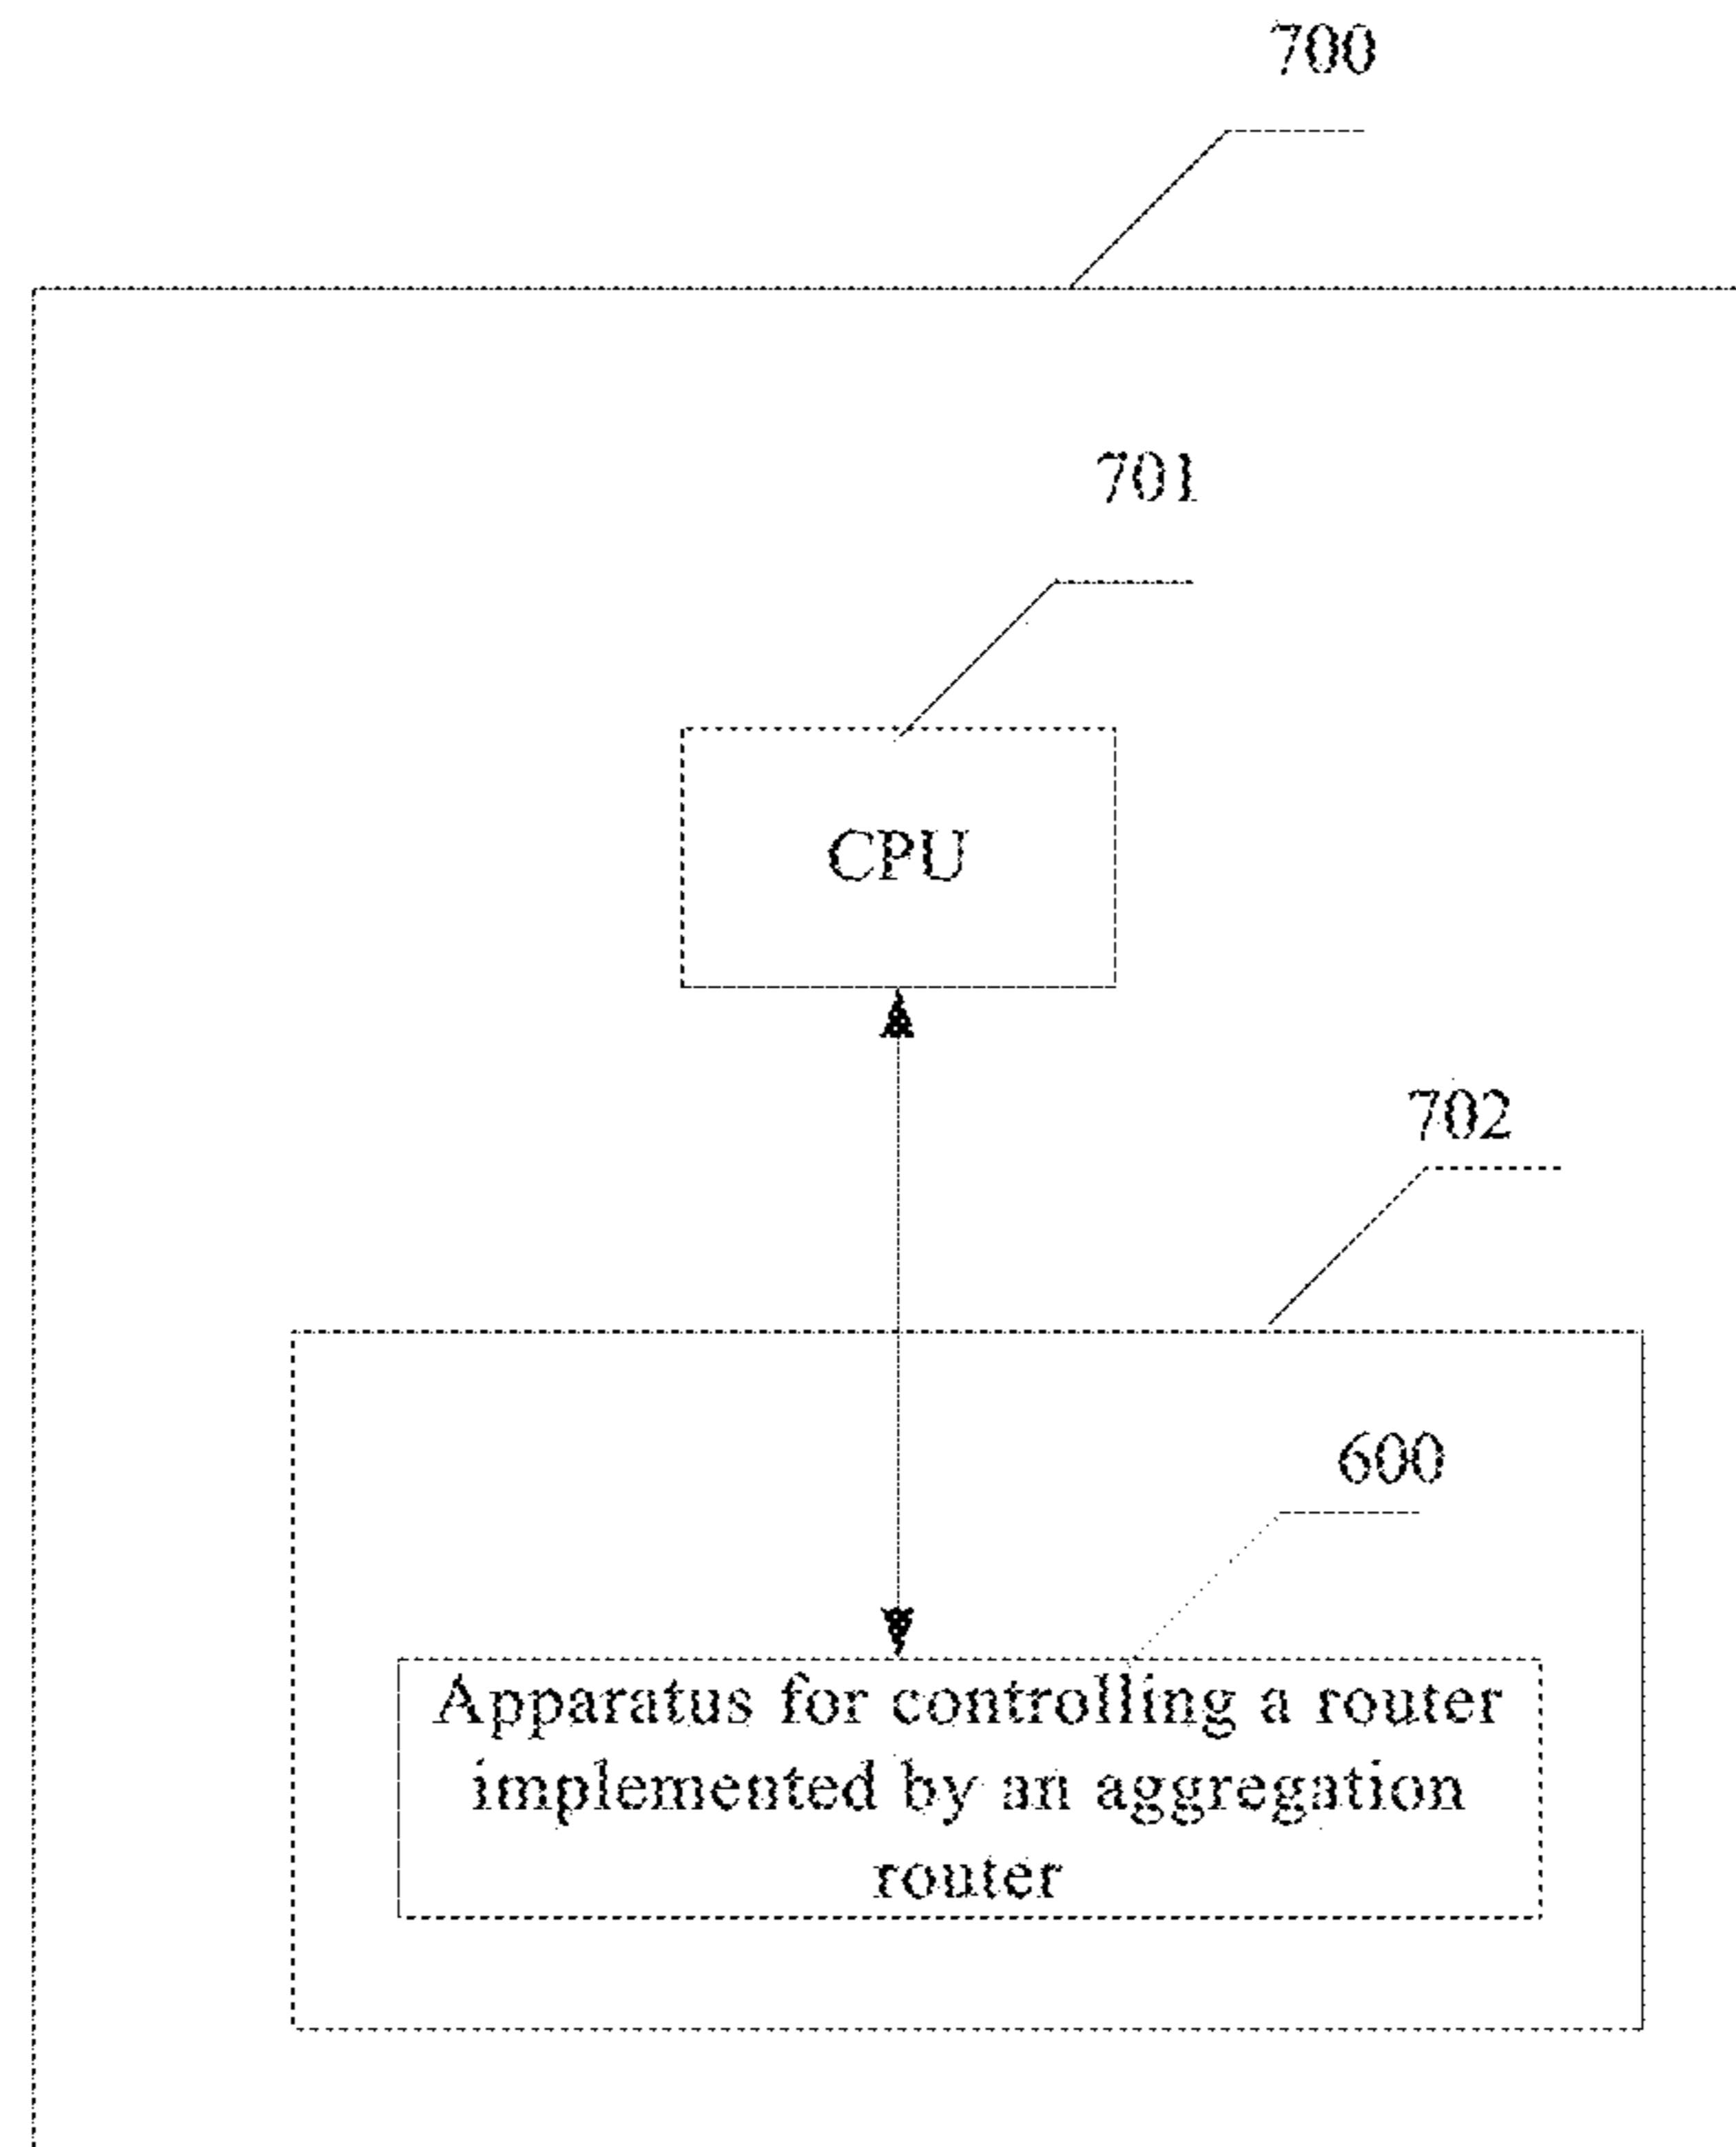 700
701
CPU
702
600
Apparatus for controlling a router
implemented by an aggregation
router